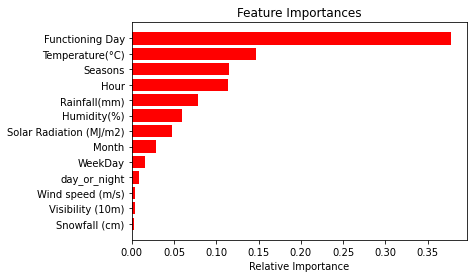 Feature Importances
Functioning Day
Temperature(°C)
Seasons
Hour
Rainfall(mm)
Humidity(%)
Solar Radiation (MJ/m2)
Month
WeekDay
day_or_night
Wind speed (m/s)
Visibility (10m)
Snowfall (cm)
0.00 0.05 0.10 0.15 0.20 0.25 0.30 0.35
Relative Importance